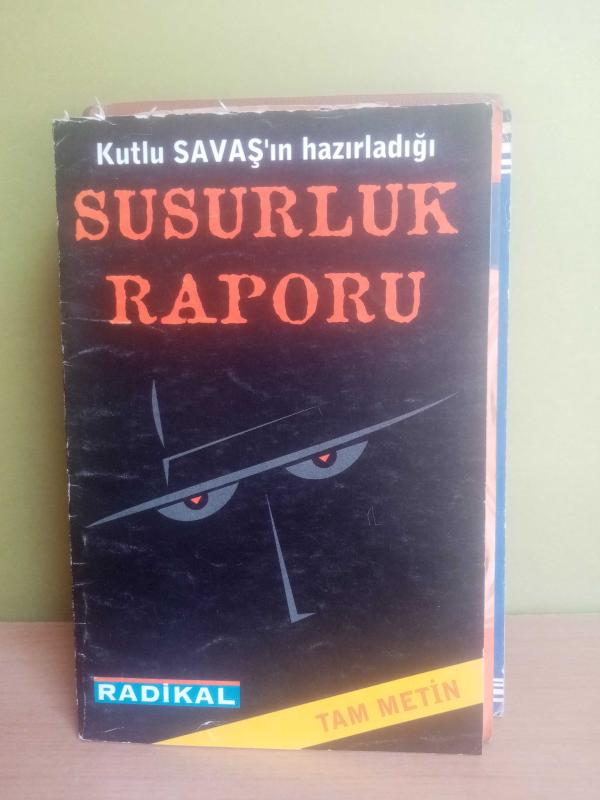 Kutlu SAVAŞ'ın hazırladığı
SUSURLUK
RAPORU
RADİKAL
TAM METİN